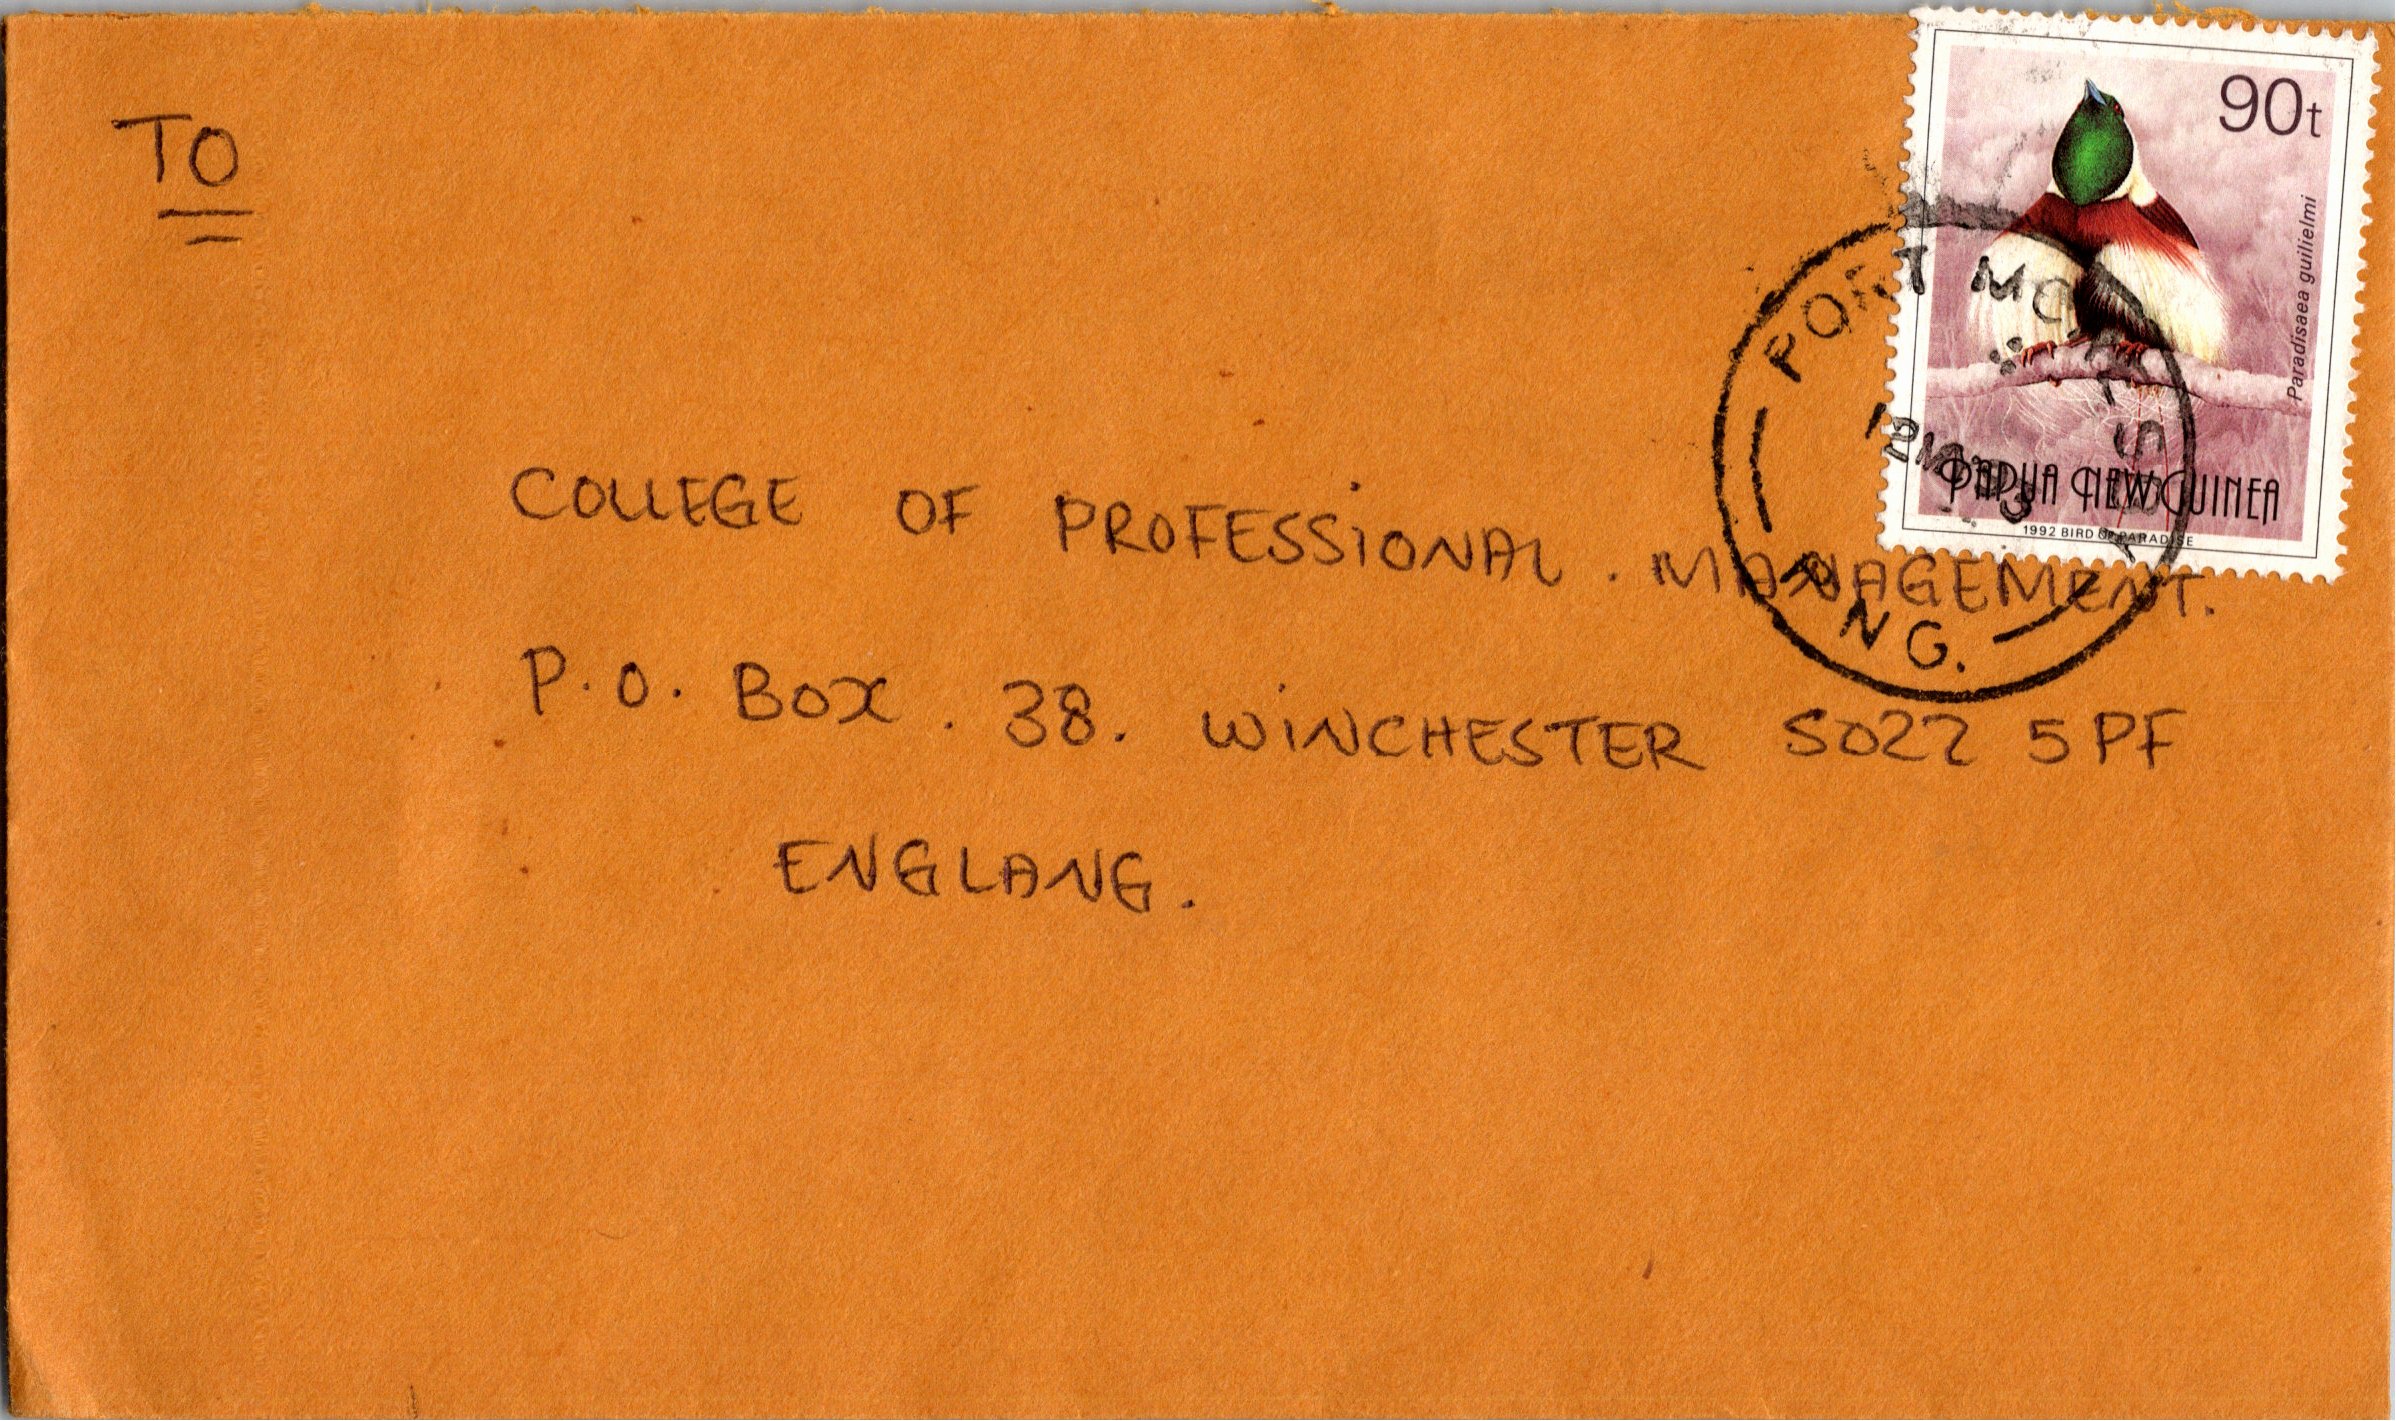 TO
COLLEGE OF PROFESSIONAL . MANAGEMENT.
P.O. BOX . 38. WINCHESTER SO22 5PF
ENGLANG.
90t
Paradisaea guilielmi
PAPUA NEW GUINEA
1992 BIRD OF PARADISE
PORT MORESBY
P.N.G.